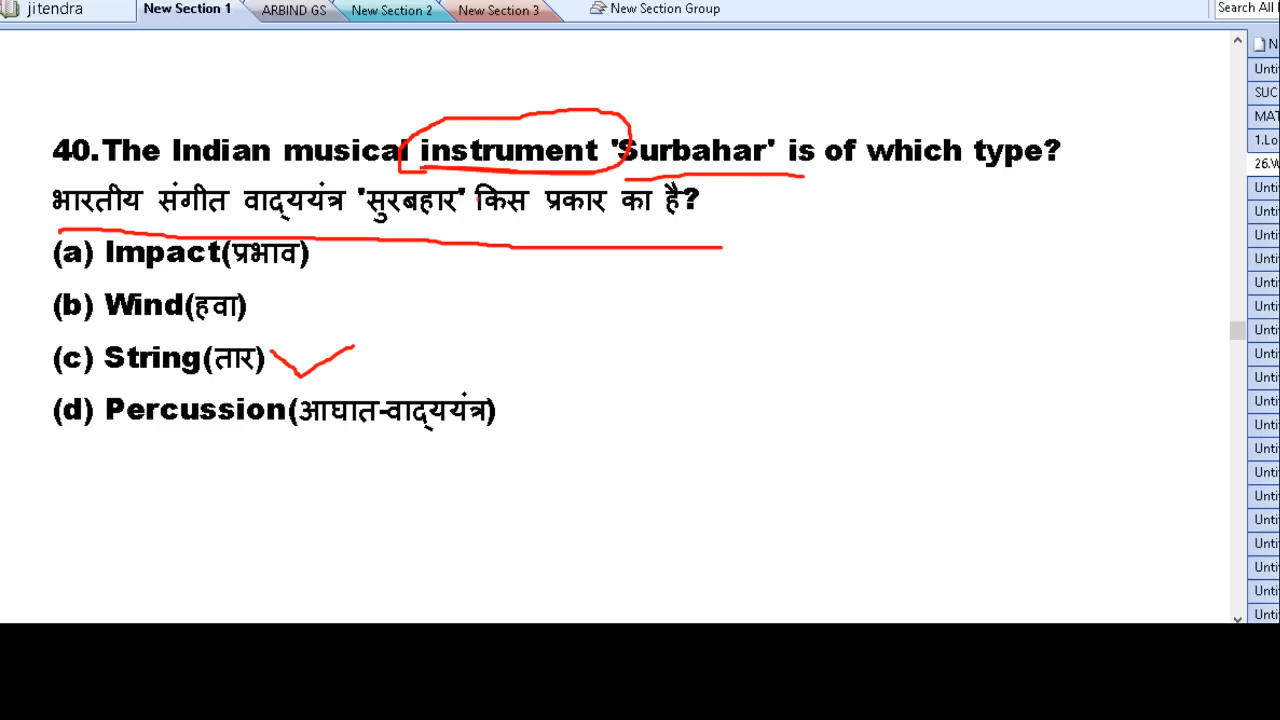 jitendra
New Section 1
ARBIND GS
New Section 2
New Section 3
New Section Group
Search All
40.The Indian musical instrument 'Surbahar' is of which type?
भारतीय संगीत वाद्ययंत्र 'सुरबहार' किस प्रकार का है?
(a) Impact(प्रभाव)
(b) Wind(हवा)
(c) String(तार)
(d) Percussion(आघात-वाद्ययंत्र)